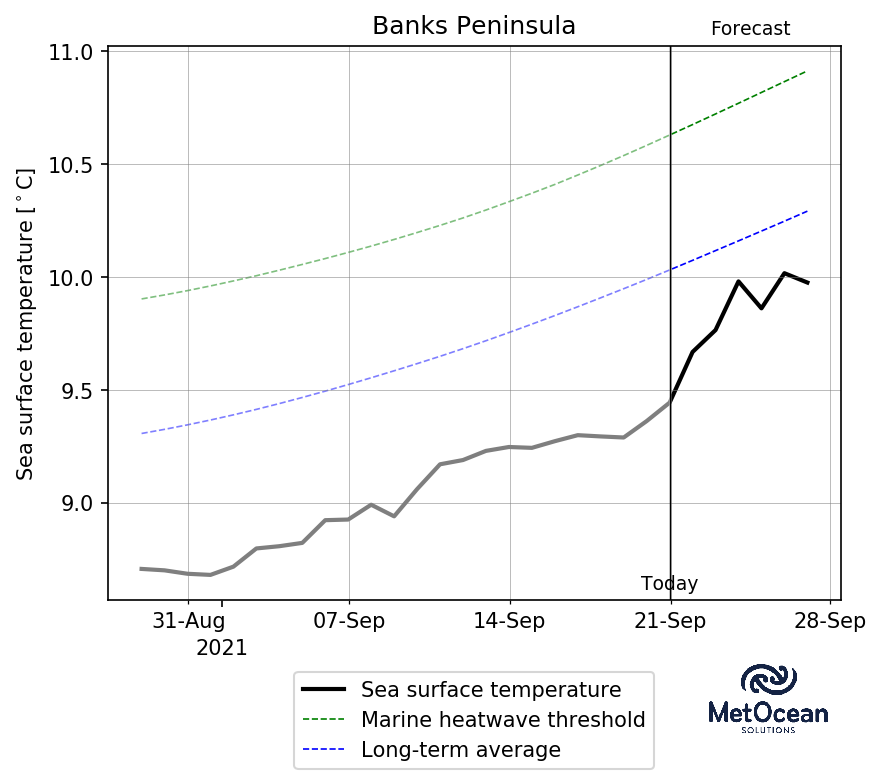 Banks Peninsula
Forecast
Sea surface temperature [°C]
11.0
10.5
10.0
9.5
9.0
Today
31-Aug
07-Sep
14-Sep
21-Sep
28-Sep
2021
Sea surface temperature
Marine heatwave threshold
Long-term average
MetOcean
SOLUTIONS